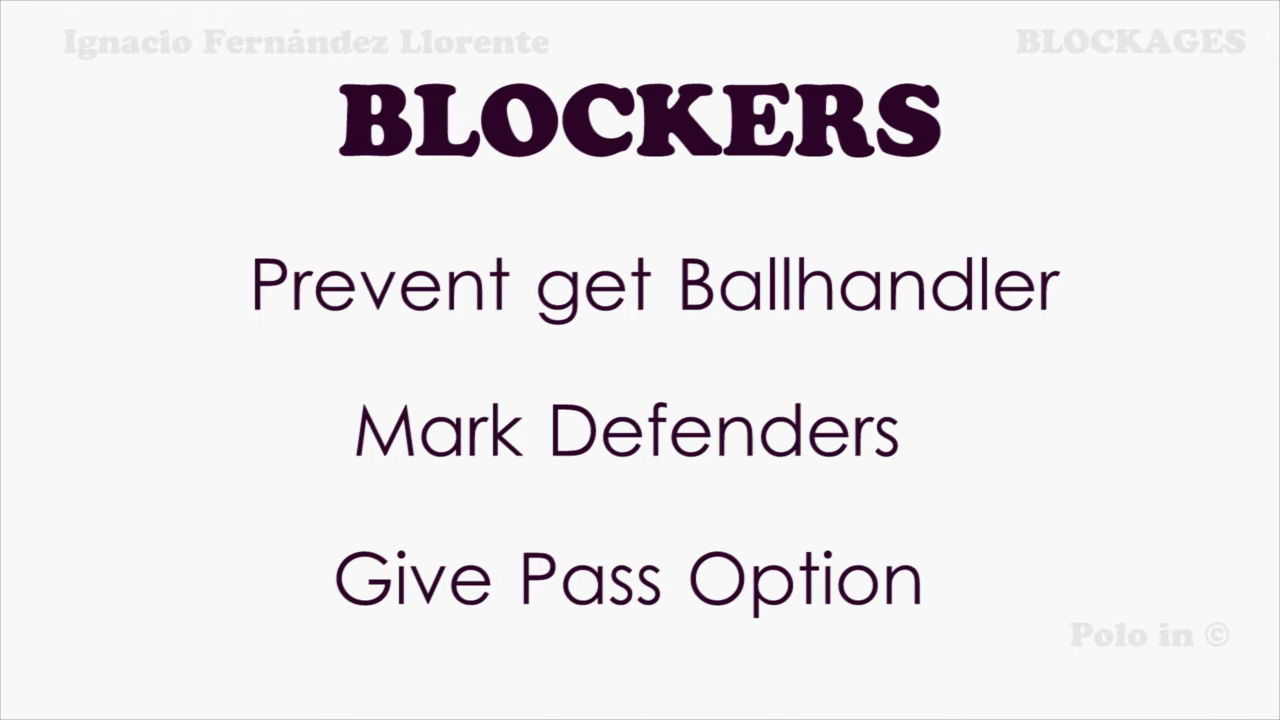 Ignacio Fernández Llorente
BLOCKAGES
BLOCKERS
Prevent get Ballhandler
Mark Defenders
Give Pass Option
Polo in ©